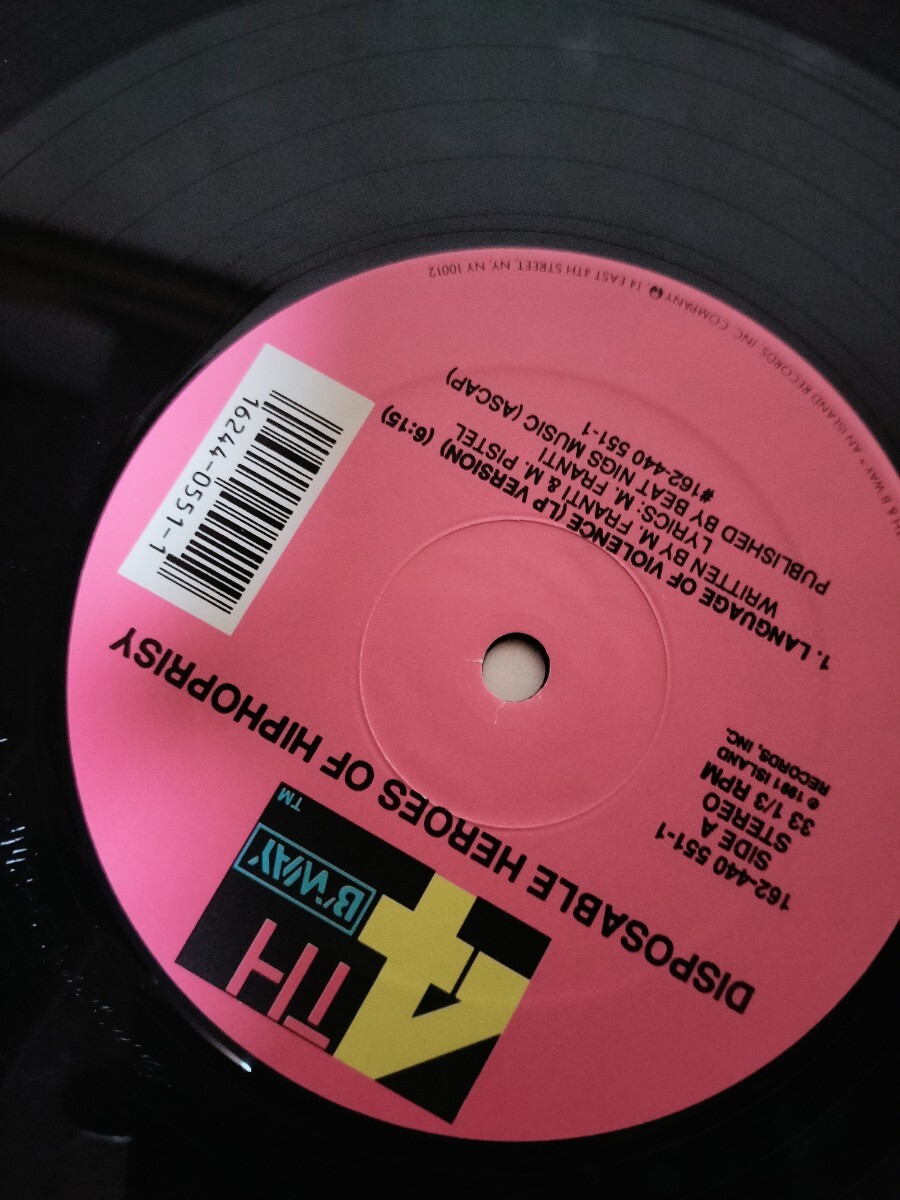 4TH
B'WAY
TM
DISPOSABLE HEROES OF HIPHOPRISY
162-440 551-1
SIDE A
STEREO
33 1/3 RPM
℗ 1991 ISLAND
RECORDS, INC.
16244-0551-1
1. LANGUAGE OF VIOLENCE (LP VERSION) (6:15)
WRITTEN BY M. FRANTI & M. PISTEL
LYRICS: M. FRANTI
PUBLISHED BY BEAT NIGS MUSIC (ASCAP)
#162-440 551-1
& B'WAY™ AN ISLAND RECORDS, INC. COMPANY, 14 EAST 4TH STREET, NY, NY 10012